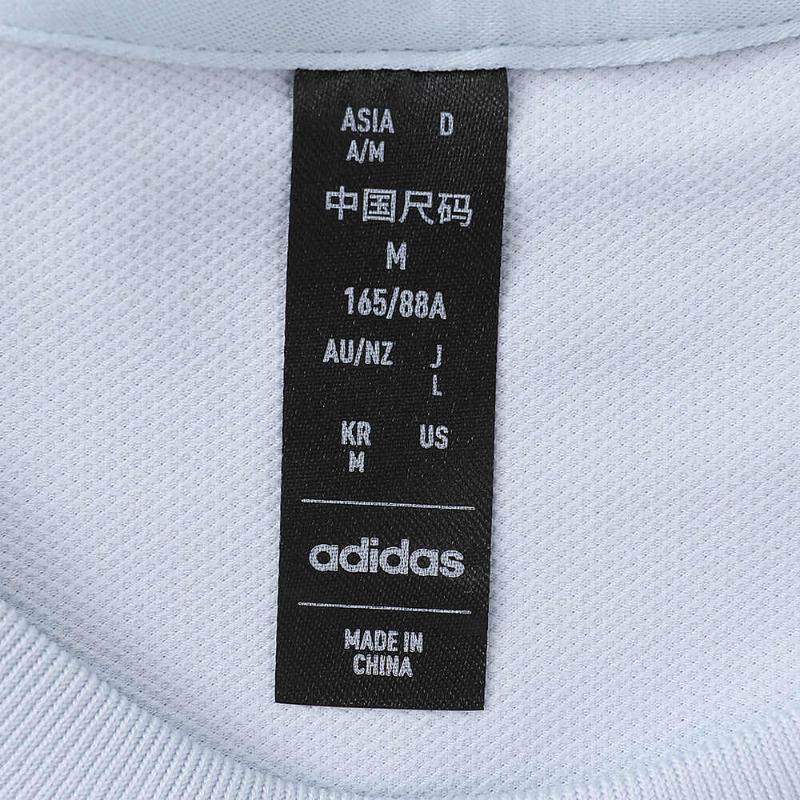 ASIA D
A/M
中国尺码
M
165/88A
AU/NZ J
L
KR US
M
adidas
MADE IN
CHINA